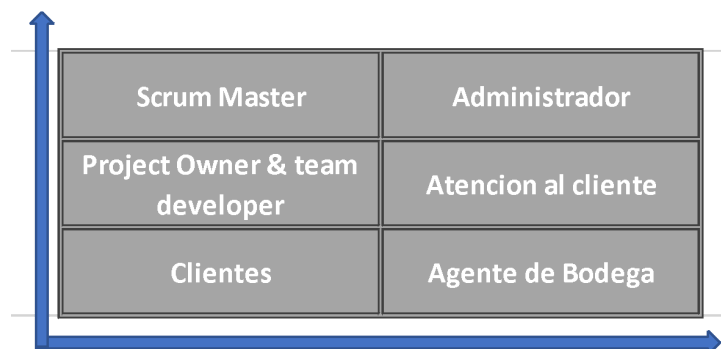 Scrum Master
Administrador
Project Owner & team
developer
Atencion al cliente
Clientes
Agente de Bodega